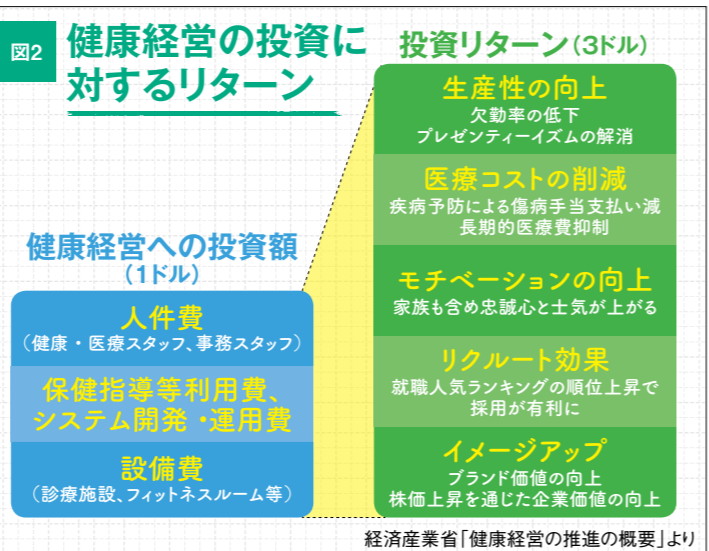 図2
健康経営の投資に
対するリターン
健康経営への投資額
（1ドル）
人件費
（健康・医療スタッフ、事務スタッフ）
保健指導等利用費、
システム開発・運用費
設備費
（診療施設、フィットネスルーム等）
投資リターン（3ドル）
生産性の向上
欠勤率の低下
プレゼンティーイズムの解消
医療コストの削減
疾病予防による傷病手当支払い減
長期的医療費抑制
モチベーションの向上
家族も含め忠誠心と士気が上がる
リクルート効果
就職人気ランキングの順位上昇で
採用が有利に
イメージアップ
ブランド価値の向上
株価上昇を通じた企業価値の向上
経済産業省「健康経営の推進の概要」より